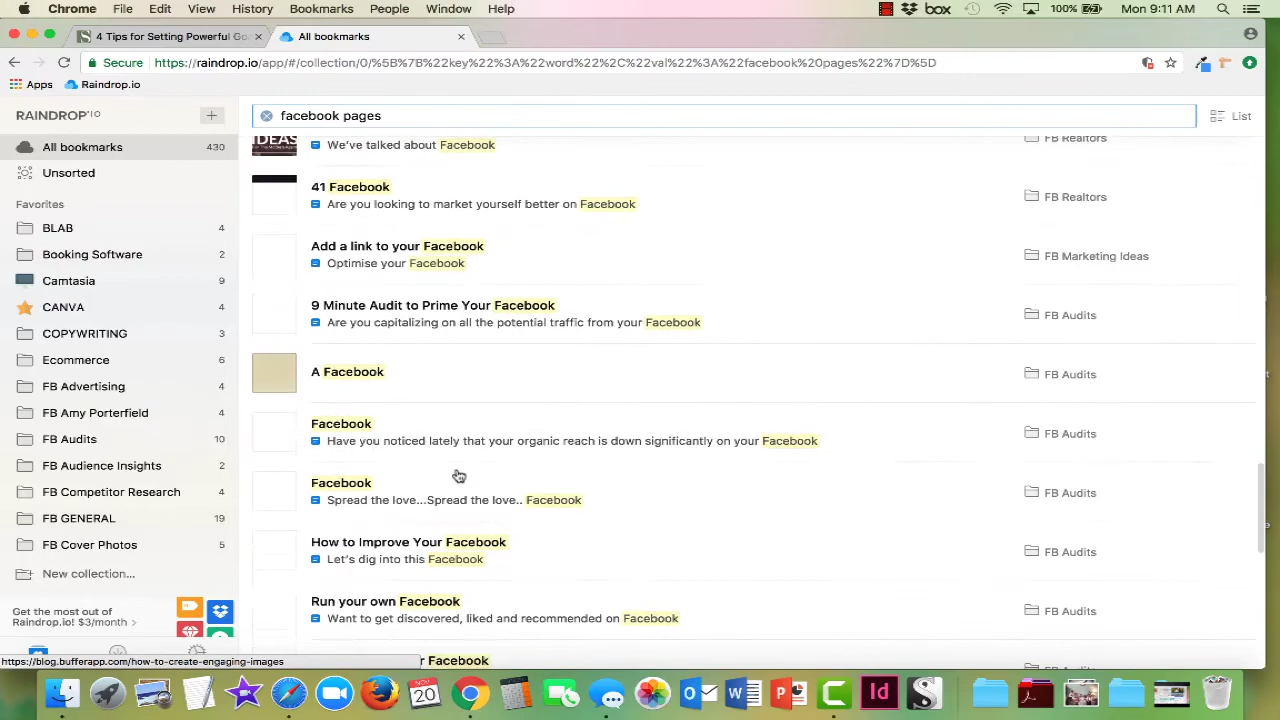 Chrome File Edit View History Bookmarks People Window Help box 100% Mon 9:11 AM
4 Tips for Setting Powerful Go All bookmarks
Secure https://raindrop.io/app/#/collection/0/%5B%7B%22key%22%3A%22word%22%2C%22val%22%3A%22facebook%20pages%22%7D%5D
Apps Raindrop.io
RAINDROP'IO + facebook pages List
All bookmarks 430
Unsorted
Favorites
BLAB 4
Booking Software 2
Camtasia 9
CANVA 4
COPYWRITING 3
Ecommerce 6
FB Advertising 4
FB Amy Porterfield 4
FB Audits 10
FB Audience Insights 2
FB Competitor Research 4
FB GENERAL 19
FB Cover Photos 5
New collection...
Get the most out of
Raindrop.io! $3/month >
https://blog.bufferapp.com/how-to-create-engaging-images
IDEAS
We've talked about Facebook
FB Realtors
41 Facebook
Are you looking to market yourself better on Facebook
FB Realtors
Add a link to your Facebook
Optimise your Facebook
FB Marketing Ideas
9 Minute Audit to Prime Your Facebook
Are you capitalizing on all the potential traffic from your Facebook
FB Audits
A Facebook
FB Audits
Facebook
Have you noticed lately that your organic reach is down significantly on your Facebook
FB Audits
Facebook
Spread the love...Spread the love.. Facebook
FB Audits
How to Improve Your Facebook
Let's dig into this Facebook
FB Audits
Run your own Facebook
Want to get discovered, liked and recommended on Facebook
FB Audits
r Facebook
NOV
20
Id